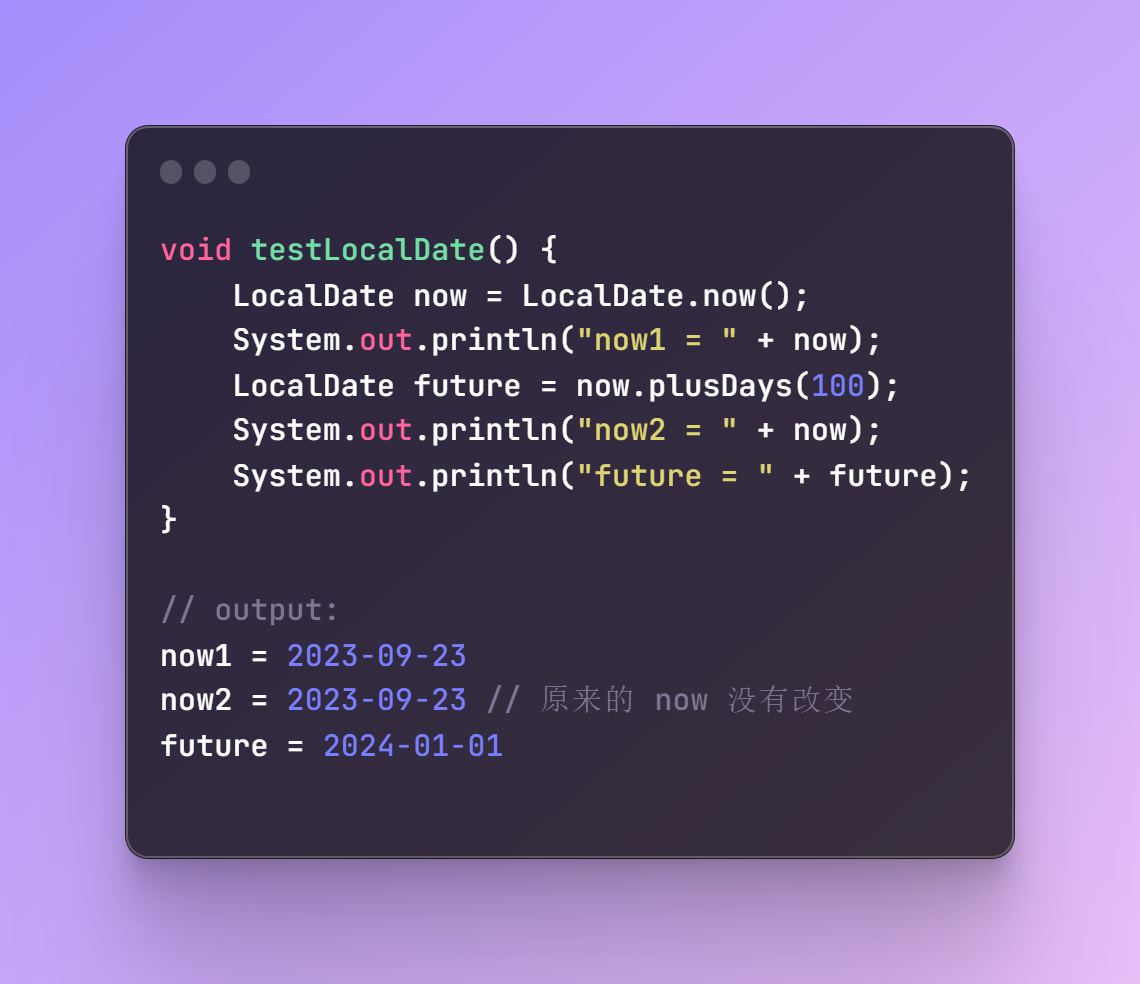 void testLocalDate() {
    LocalDate now = LocalDate.now();
    System.out.println("now1 = " + now);
    LocalDate future = now.plusDays(100);
    System.out.println("now2 = " + now);
    System.out.println("future = " + future);
}
// output:
now1 = 2023-09-23
now2 = 2023-09-23 // 原来的 now 没有改变
future = 2024-01-01